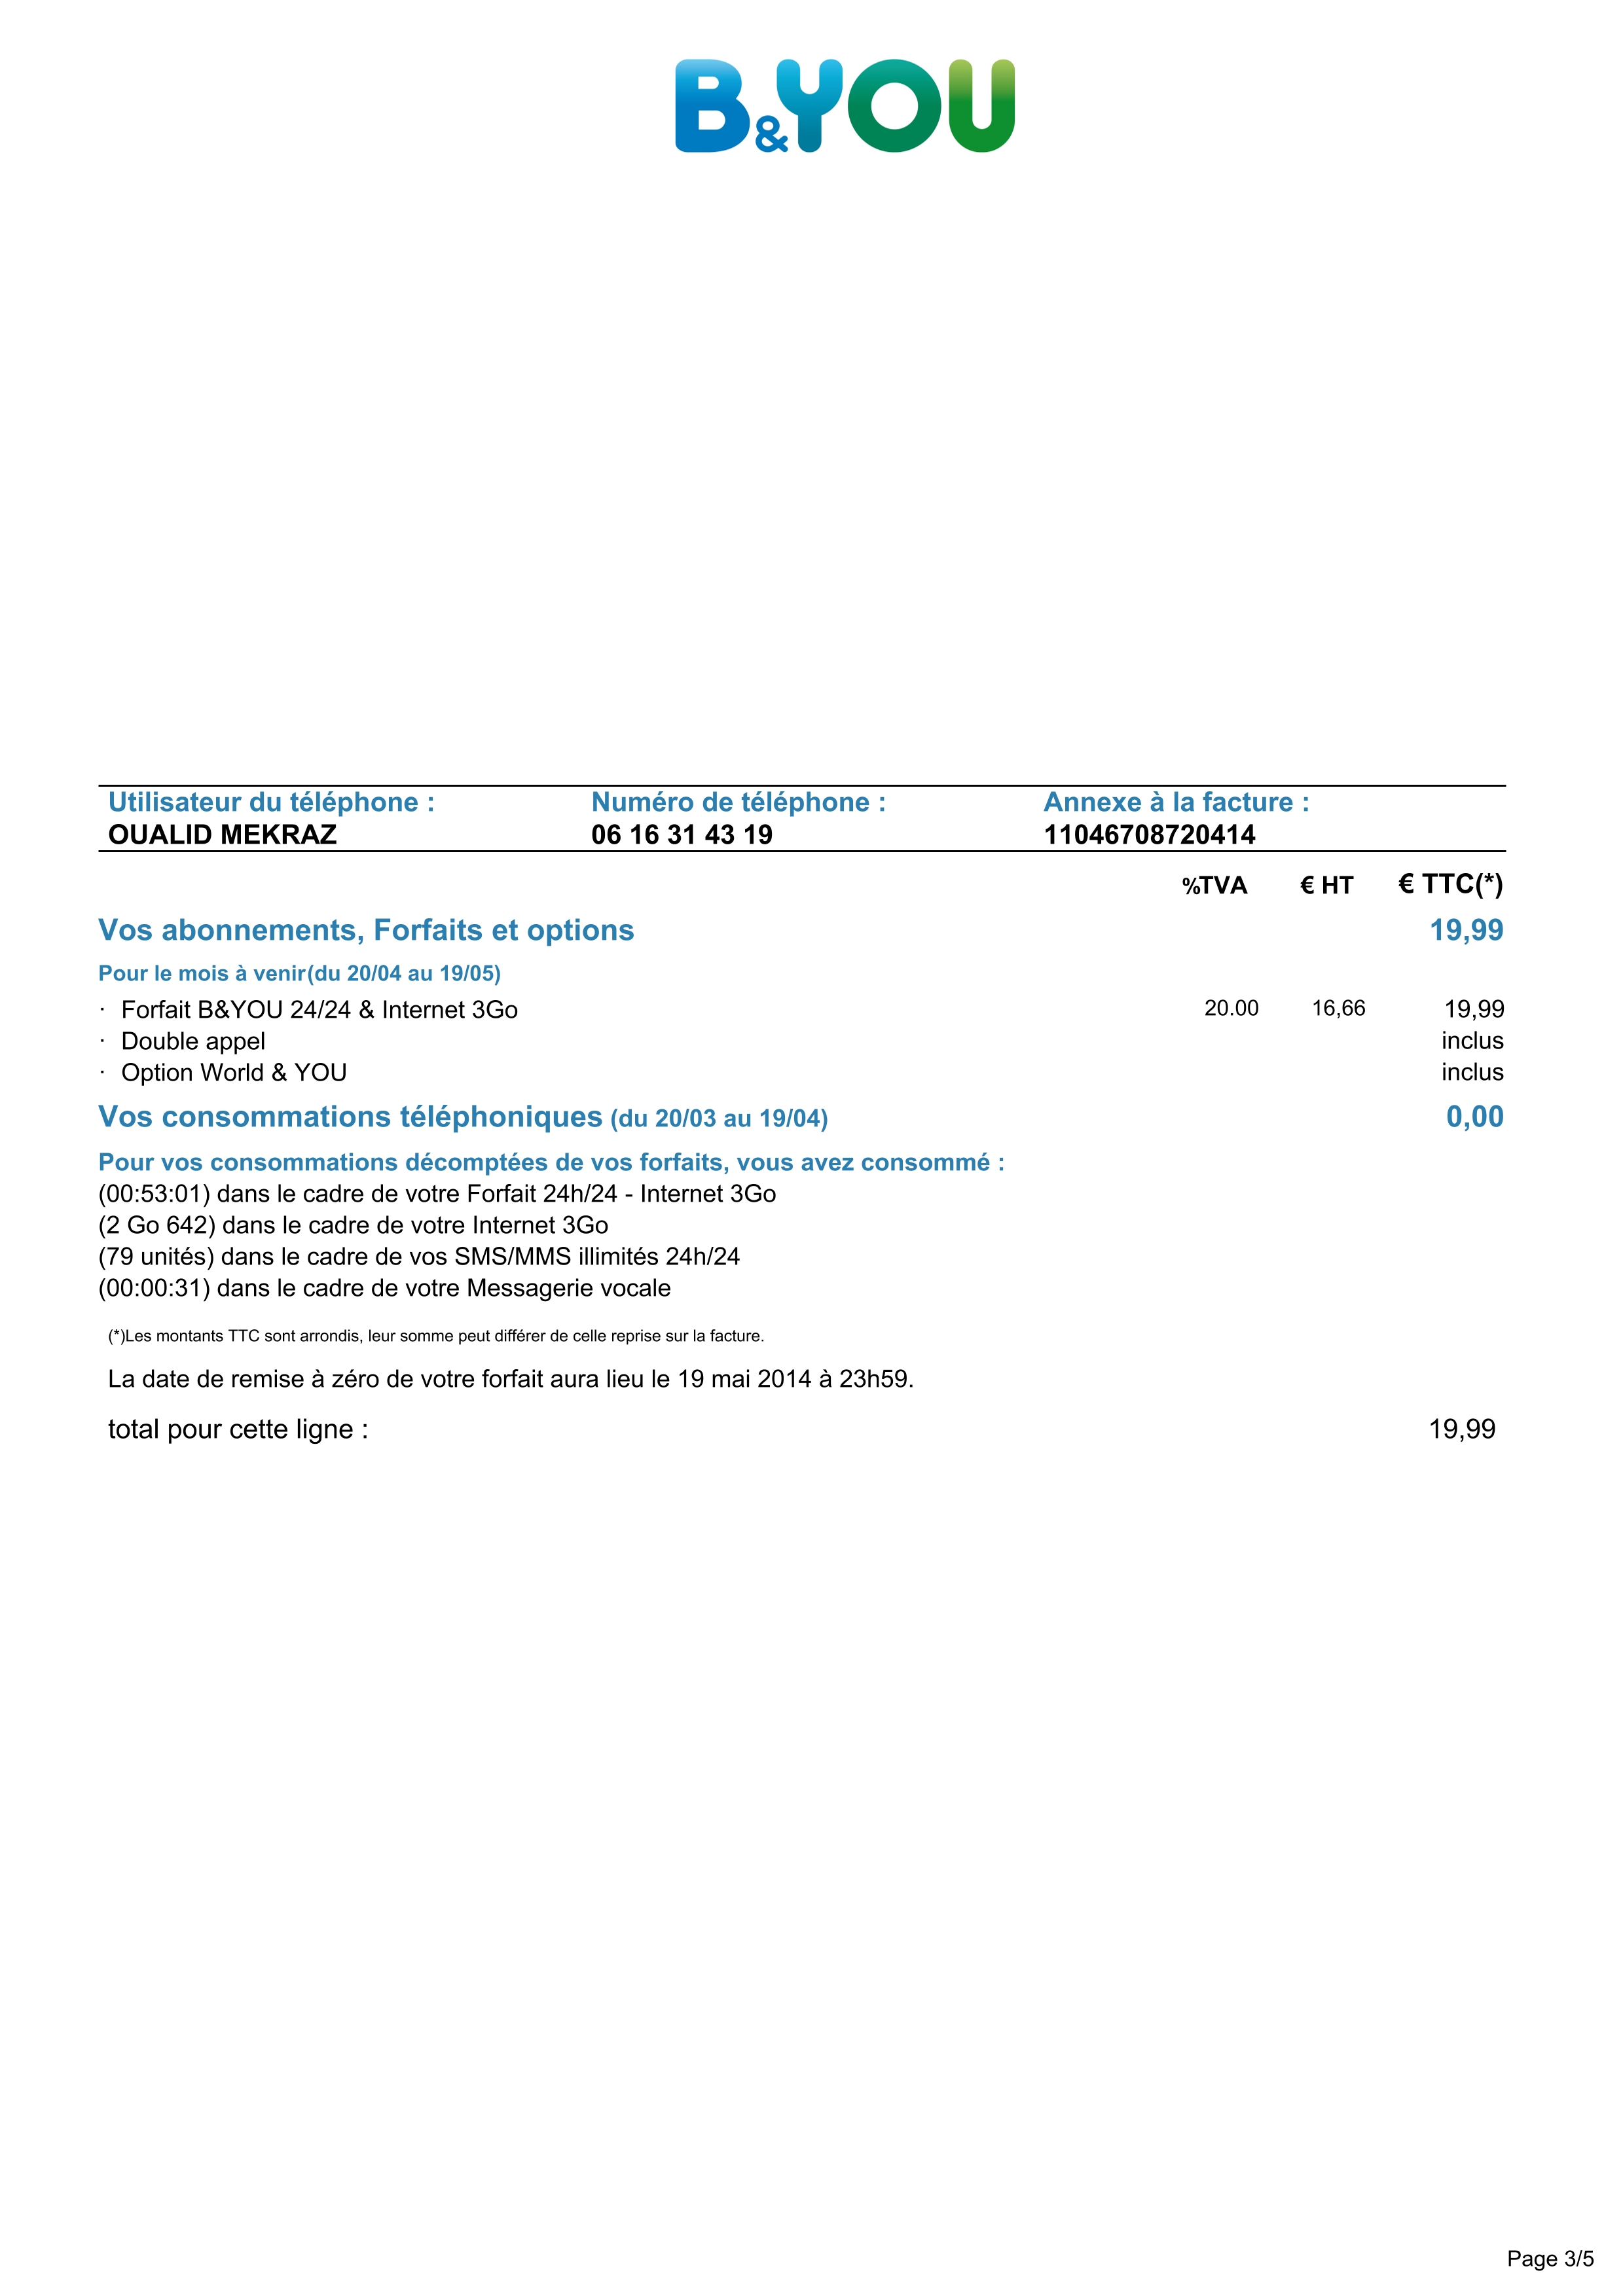 B&YOU
Utilisateur du téléphone : Numéro de téléphone : Annexe à la facture :
OUALID MEKRAZ 06 16 31 43 19 11046708720414
%TVA € HT € TTC(*)
Vos abonnements, Forfaits et options 19,99
Pour le mois à venir(du 20/04 au 19/05)
· Forfait B&YOU 24/24 & Internet 3Go 20.00 16,66 19,99
· Double appel inclus
· Option World & YOU inclus
Vos consommations téléphoniques (du 20/03 au 19/04) 0,00
Pour vos consommations décomptées de vos forfaits, vous avez consommé :
(00:53:01) dans le cadre de votre Forfait 24h/24 - Internet 3Go
(2 Go 642) dans le cadre de votre Internet 3Go
(79 unités) dans le cadre de vos SMS/MMS illimités 24h/24
(00:00:31) dans le cadre de votre Messagerie vocale
(*)Les montants TTC sont arrondis, leur somme peut différer de celle reprise sur la facture.
La date de remise à zéro de votre forfait aura lieu le 19 mai 2014 à 23h59.
total pour cette ligne : 19,99
Page 3/5